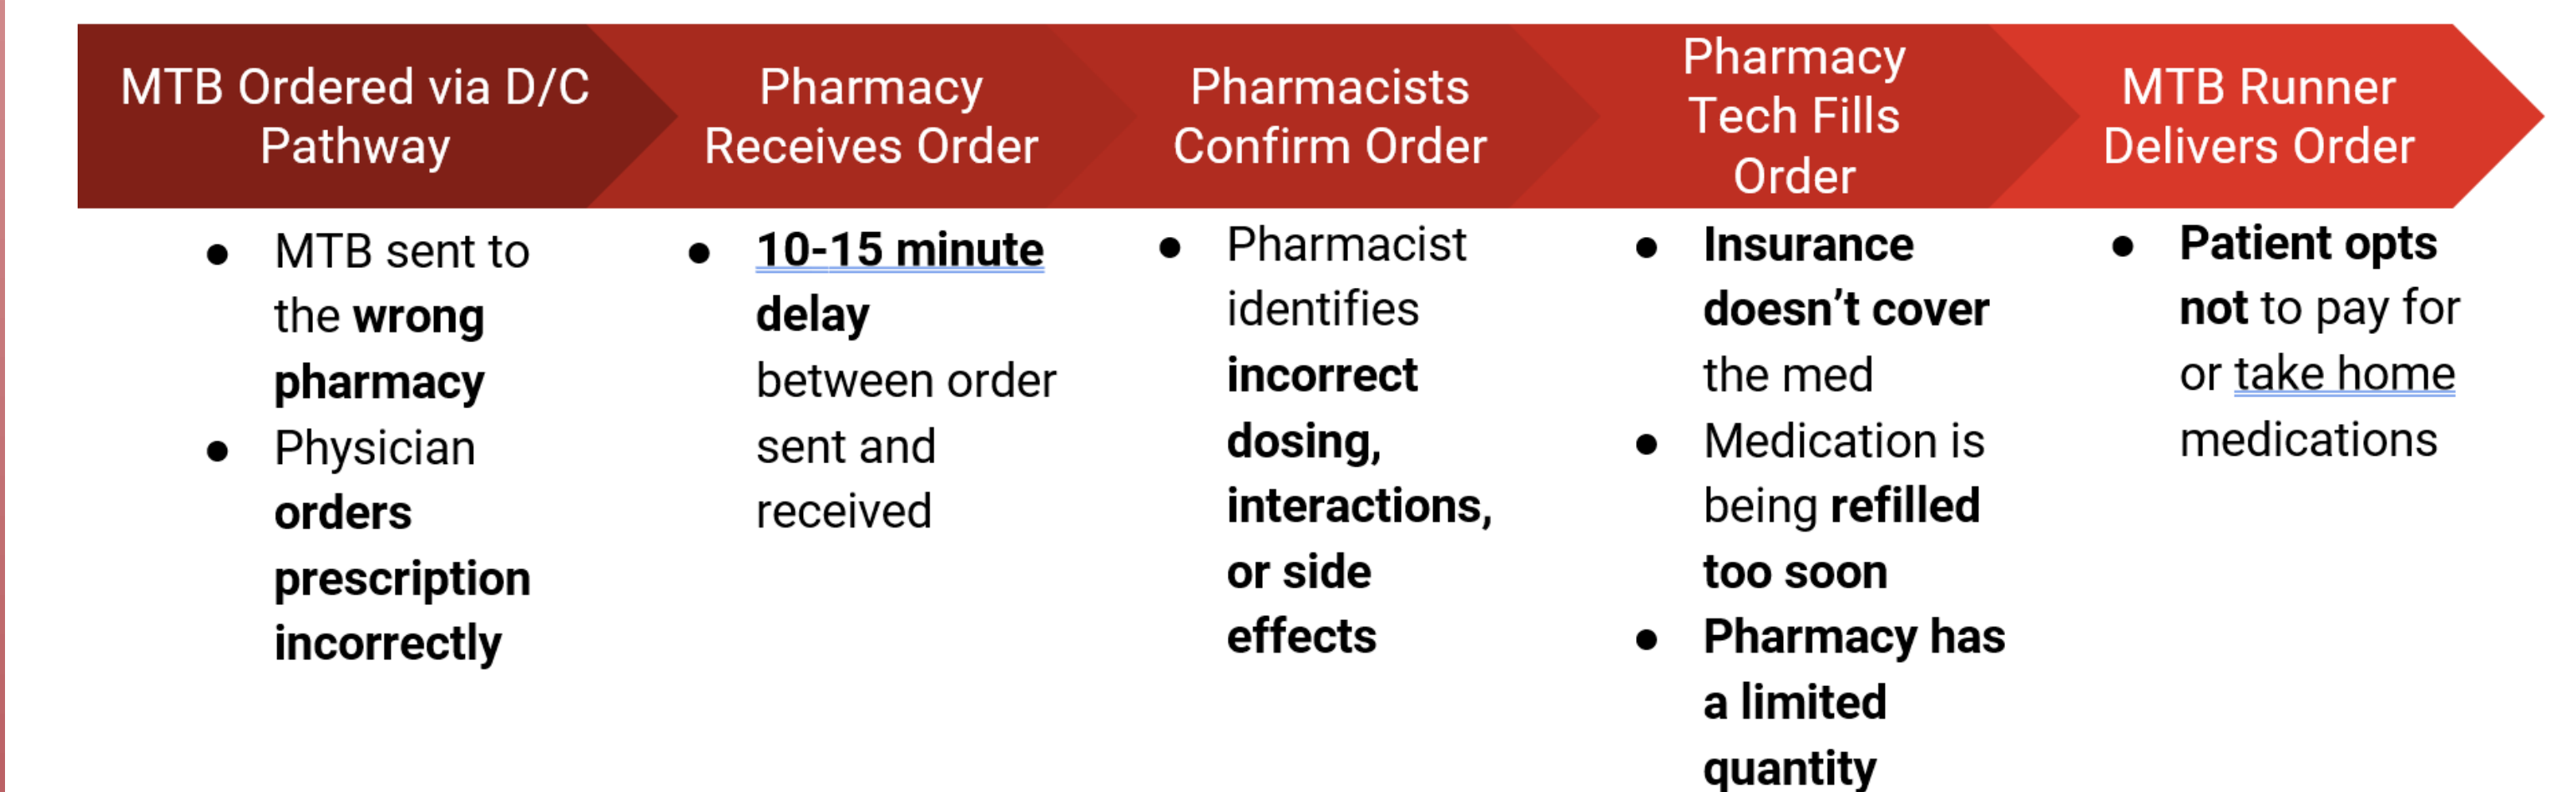 MTB Ordered via D/C
Pathway
Pharmacy
Receives Order
Pharmacists
Confirm Order
Pharmacy
Tech Fills
Order
MTB Runner
Delivers Order
● MTB sent to
the wrong
pharmacy
● Physician
orders
prescription
incorrectly
● 10-15 minute
delay
between order
sent and
received
● Pharmacist
identifies
incorrect
dosing,
interactions,
or side
effects
● Insurance
doesn’t cover
the med
● Medication is
being refilled
too soon
● Pharmacy has
a limited
quantity
● Patient opts
not to pay for
or take home
medications